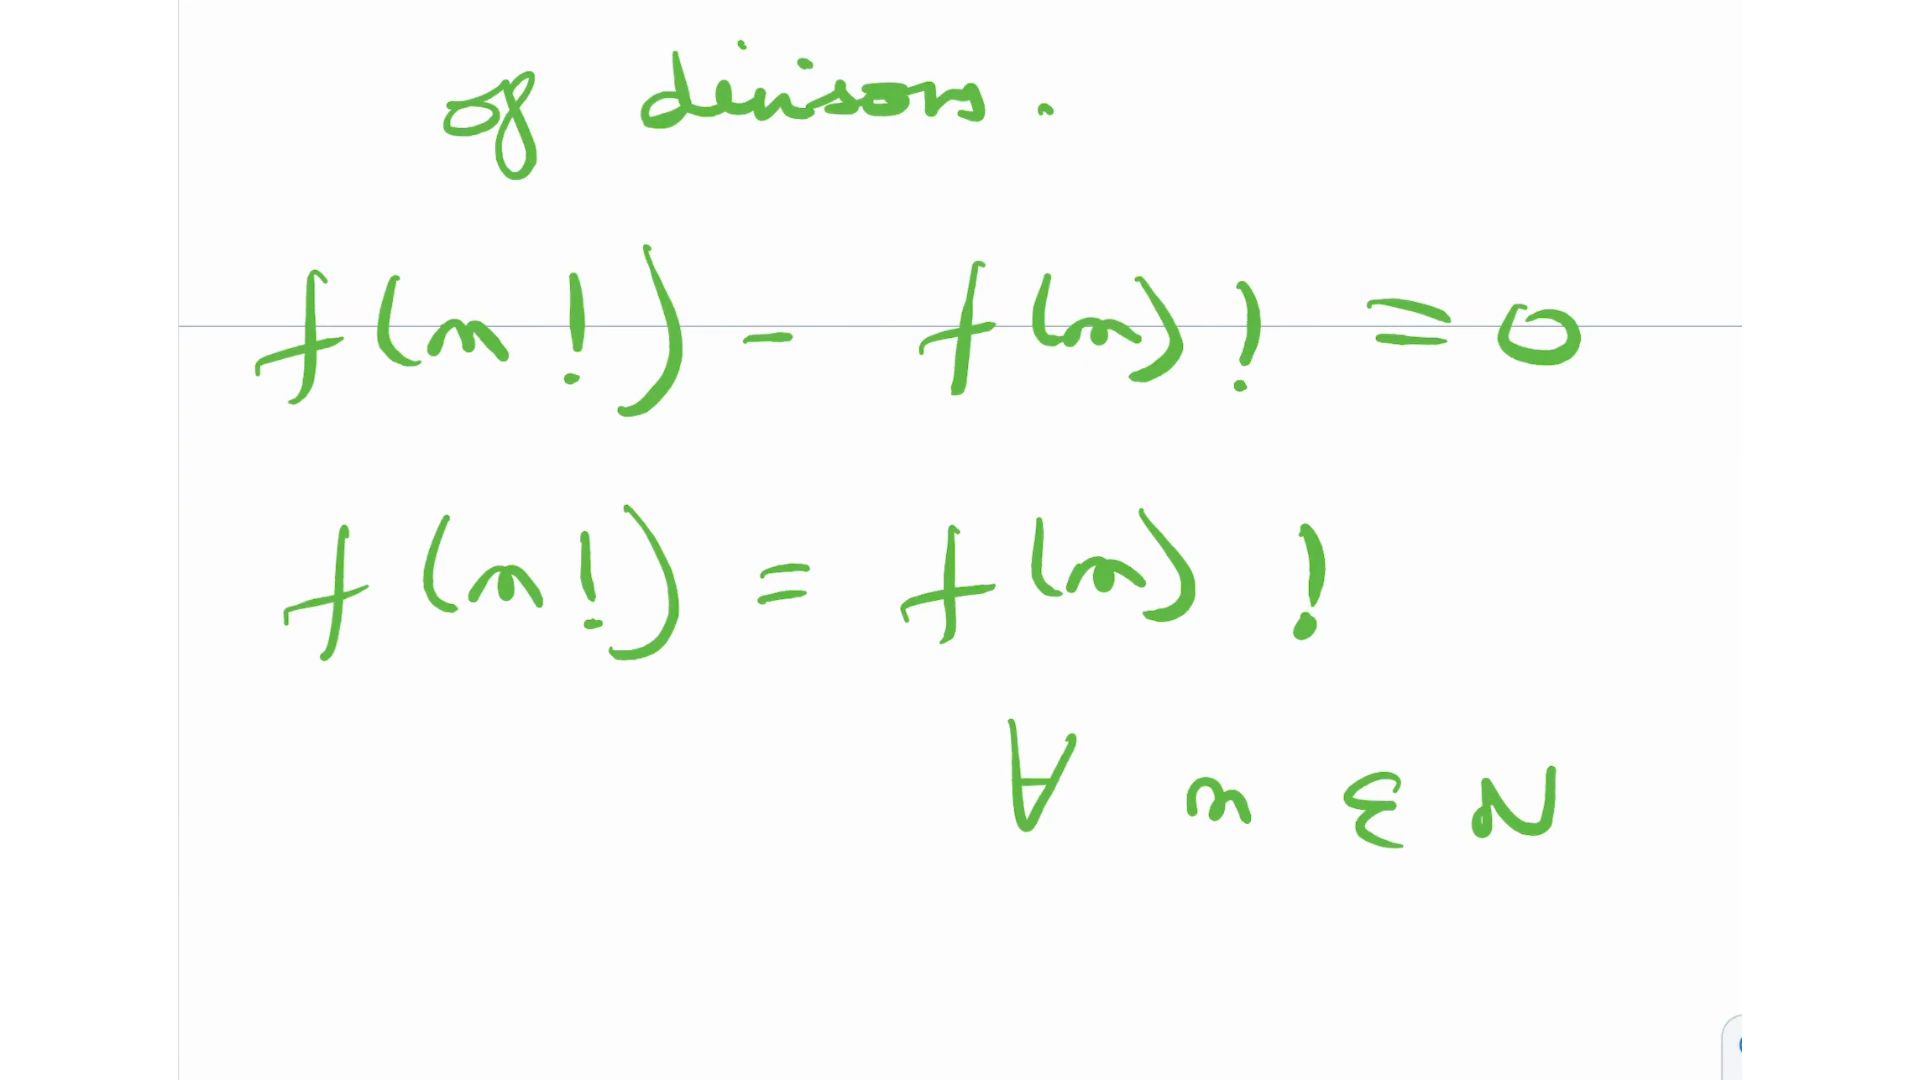 of divisors.
f(n!) - f(n)! = 0
f(n!) = f(n)!
∀ n ∈ N